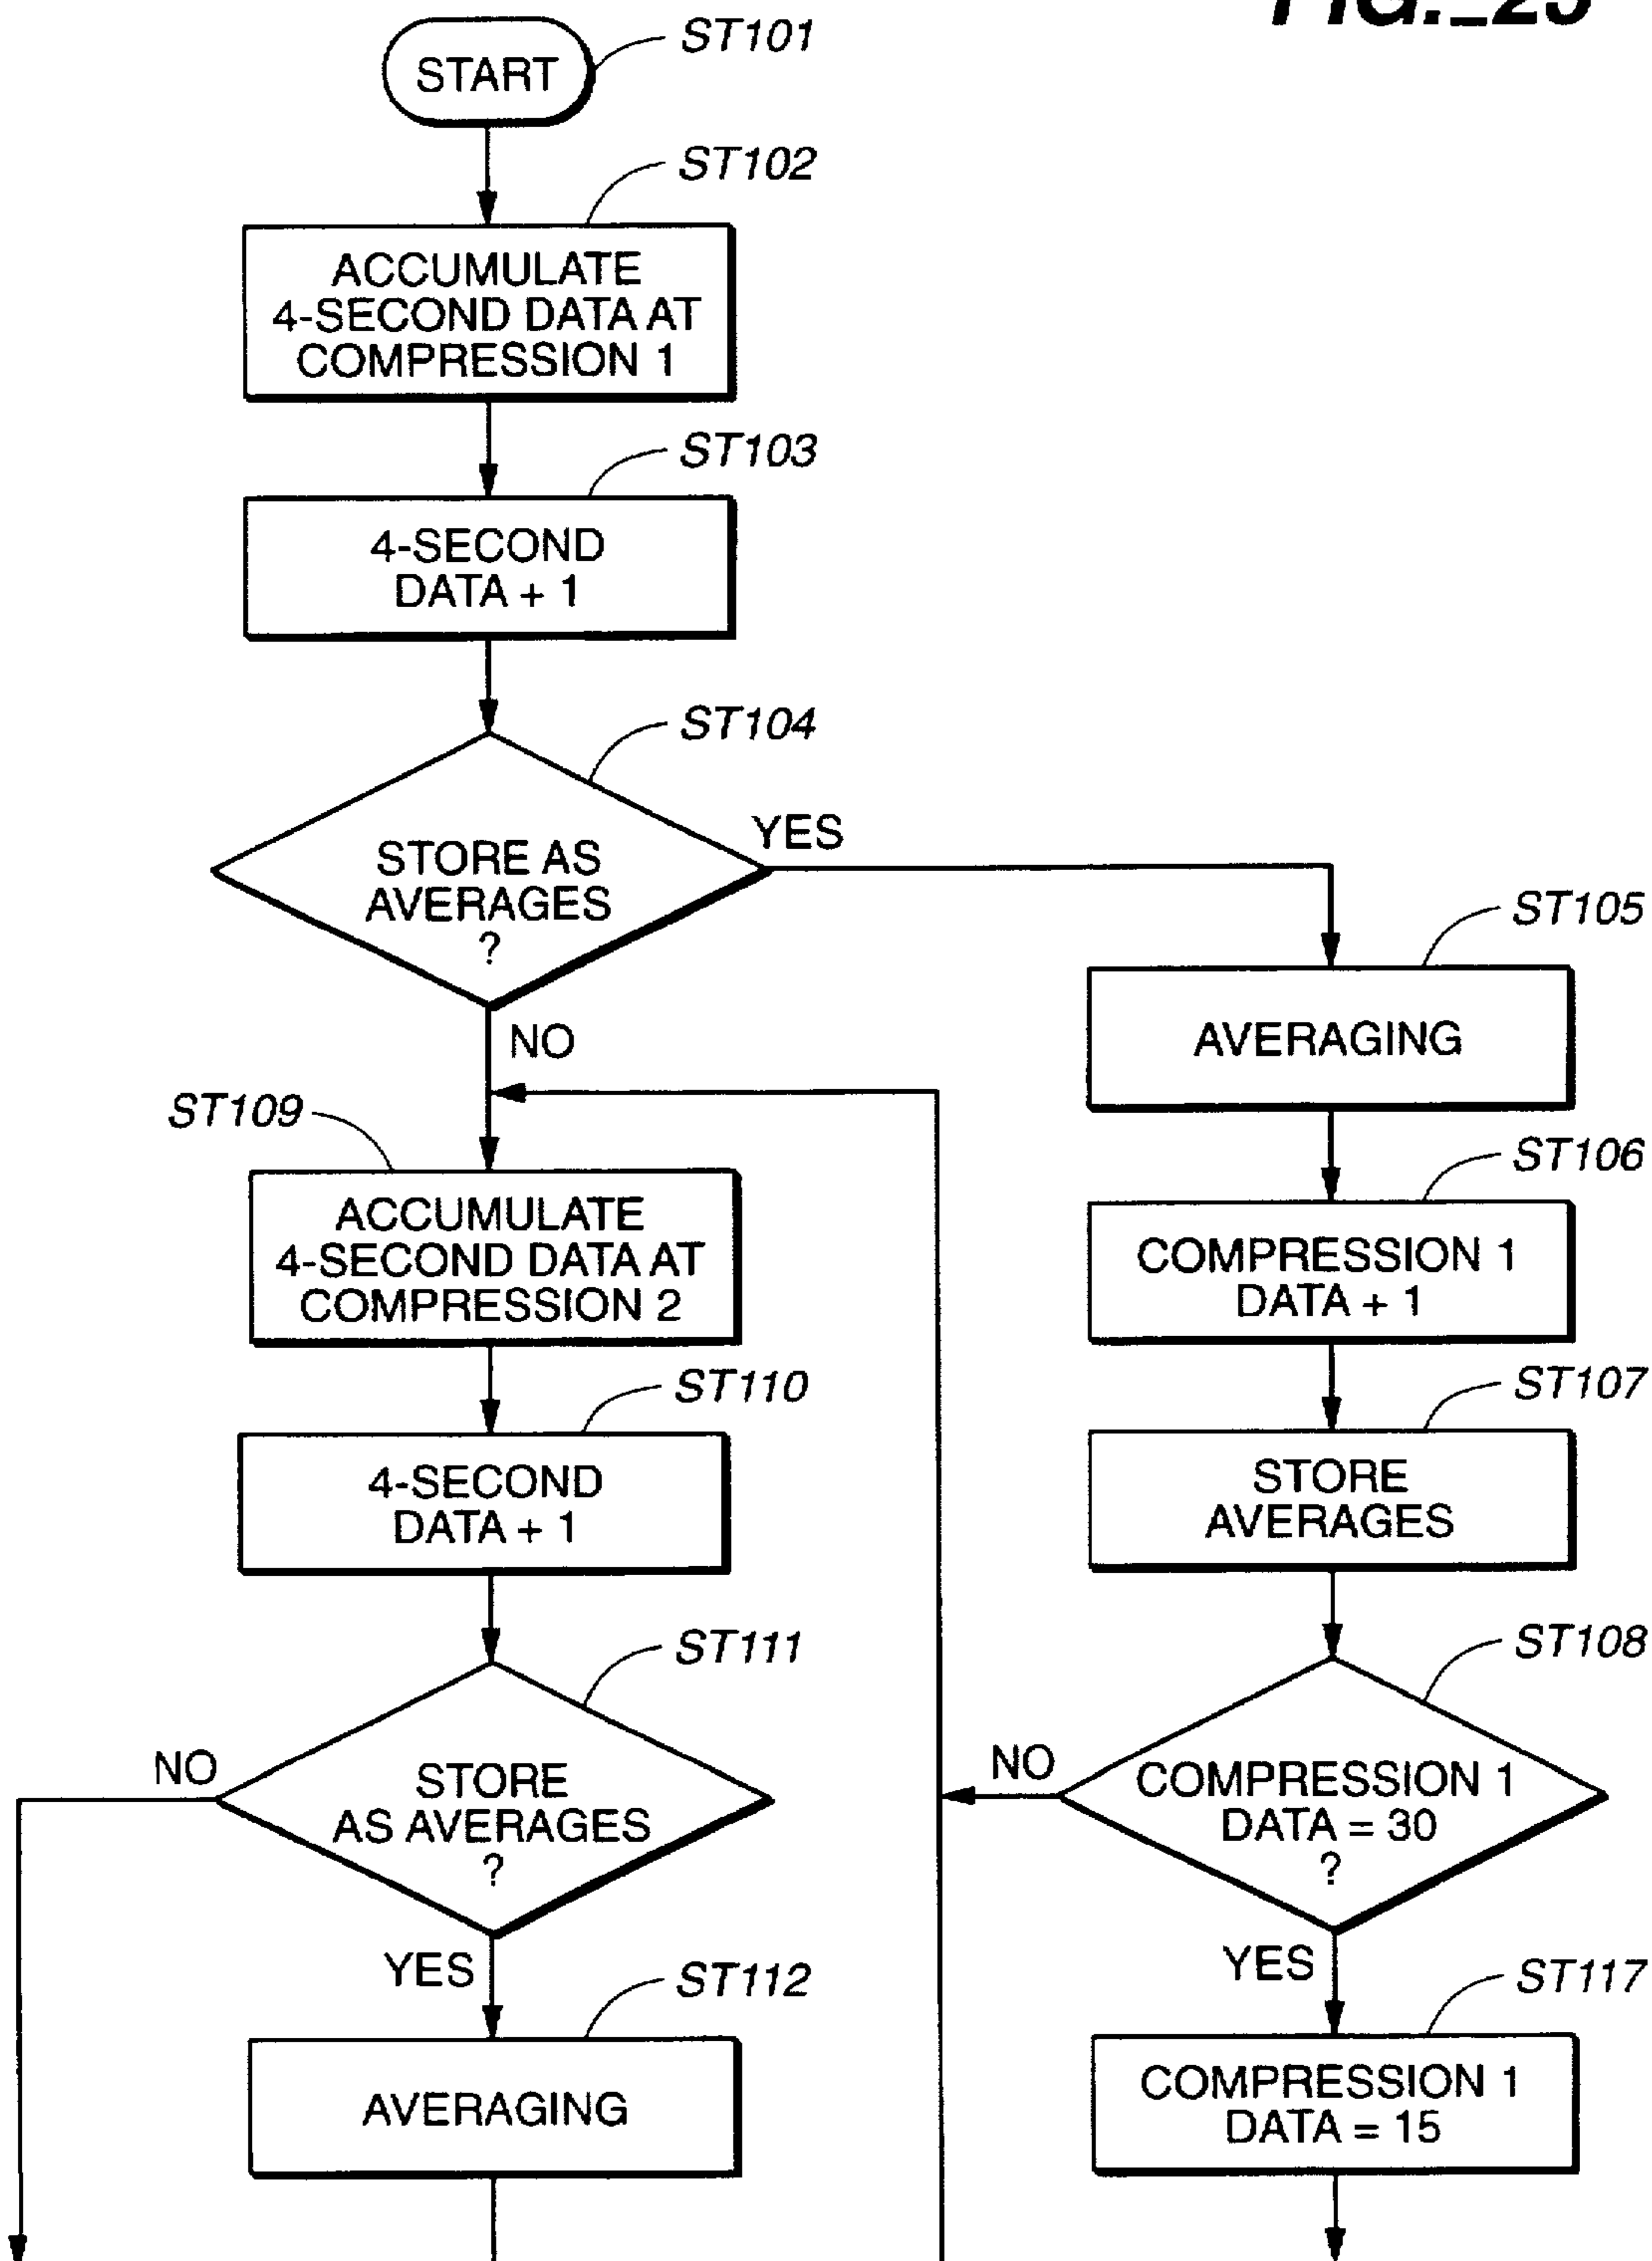 START
ST101
ST102
ACCUMULATE
4-SECOND DATA AT
COMPRESSION 1
ST103
4-SECOND
DATA + 1
ST104
STORE AS
AVERAGES
?
YES
NO
ST105
AVERAGING
ST106
COMPRESSION 1
DATA + 1
ST107
STORE
AVERAGES
ST108
COMPRESSION 1
DATA = 30
?
NO
YES
ST117
COMPRESSION 1
DATA = 15
ST109
ACCUMULATE
4-SECOND DATA AT
COMPRESSION 2
ST110
4-SECOND
DATA + 1
ST111
STORE
AS AVERAGES
?
NO
YES
ST112
AVERAGING